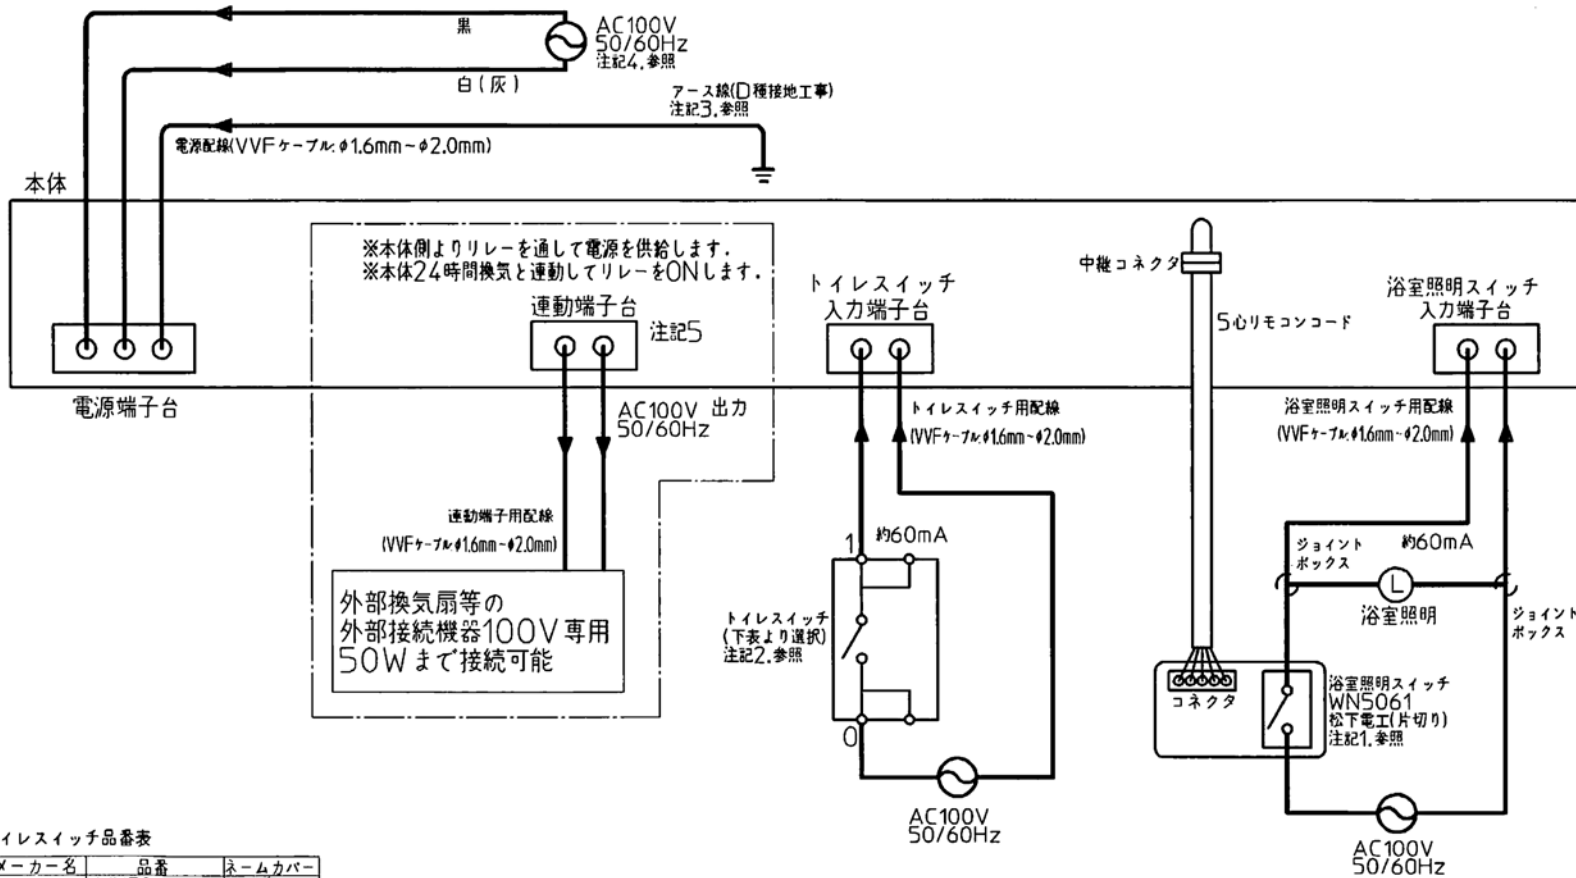 黒
AC100V
50/60Hz
注記4.参照
白(灰)
アース線(D種接地工事)
注記3.参照
電源配線(VVFケーブル:φ1.6mm~φ2.0mm)
本体
※本体側よりリレーを通して電源を供給します.
※本体24時間換気と連動してリレーをONします.
連動端子台
注記5
電源端子台
AC100V 出力
50/60Hz
連動端子用配線
(VVFケーブル:φ1.6mm~φ2.0mm)
外部換気扇等の
外部接続機器100V専用
50Wまで接続可能
トイレスイッチ
入力端子台
トイレスイッチ用配線
(VVFケーブル:φ1.6mm~φ2.0mm)
1
約60mA
トイレスイッチ
(下表より選択)
注記2.参照
0
AC100V
50/60Hz
中継コネクタ
5心リモコンコード
コネクタ
浴室照明スイッチ
入力端子台
浴室照明スイッチ用配線
(VVFケーブル:φ1.6mm~φ2.0mm)
ジョイント
ボックス
約60mA
L
浴室照明
ジョイント
ボックス
浴室照明スイッチ
WN5061
松下電工(片切り)
注記1.参照
AC100V
50/60Hz
イレスイッチ品番表
メーカー名 品番 ネームカバー